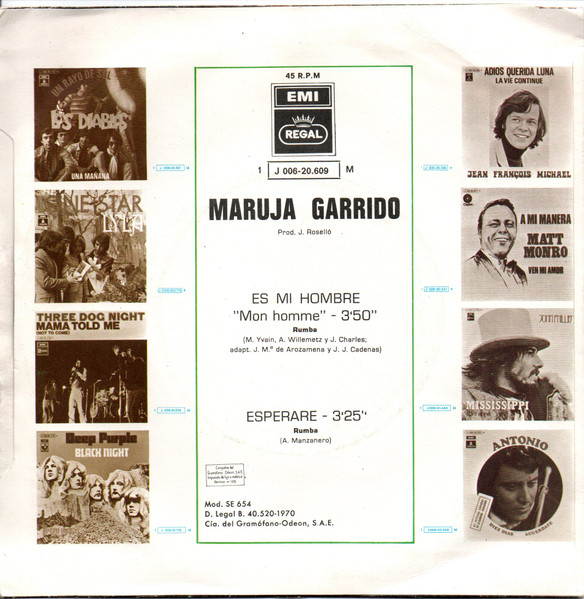 UN RAYO DE SOL
LOS DIABLOS
UNA MAÑANA
LONE STAR
LYLA
THREE DOG NIGHT
MAMA TOLD ME
(NOT TO COME)
Deep Purple
BLACK NIGHT
45 R.P.M
EMI
REGAL
1 J 006-20.609 M
MARUJA GARRIDO
Prod. J. Roselló
ES MI HOMBRE
"Mon homme" - 3'50"
Rumba
(M. Yvain, A. Willemetz y J. Charles;
adapt. J. M.ª de Arozamena y J. J. Cadenas)
ESPERARE - 3'25"
Rumba
(A. Manzanero)
Mod. SE 654
D. Legal B. 40.520-1970
Cía. del Gramófono-Odeon, S.A.E.
ADIOS QUERIDA LUNA
LA VIE CONTINUE
JEAN FRANÇOIS MICHAEL
A MI MANERA
MATT
MONRO
VEN MI AMOR
MISSISSIPPI
ANTONIO